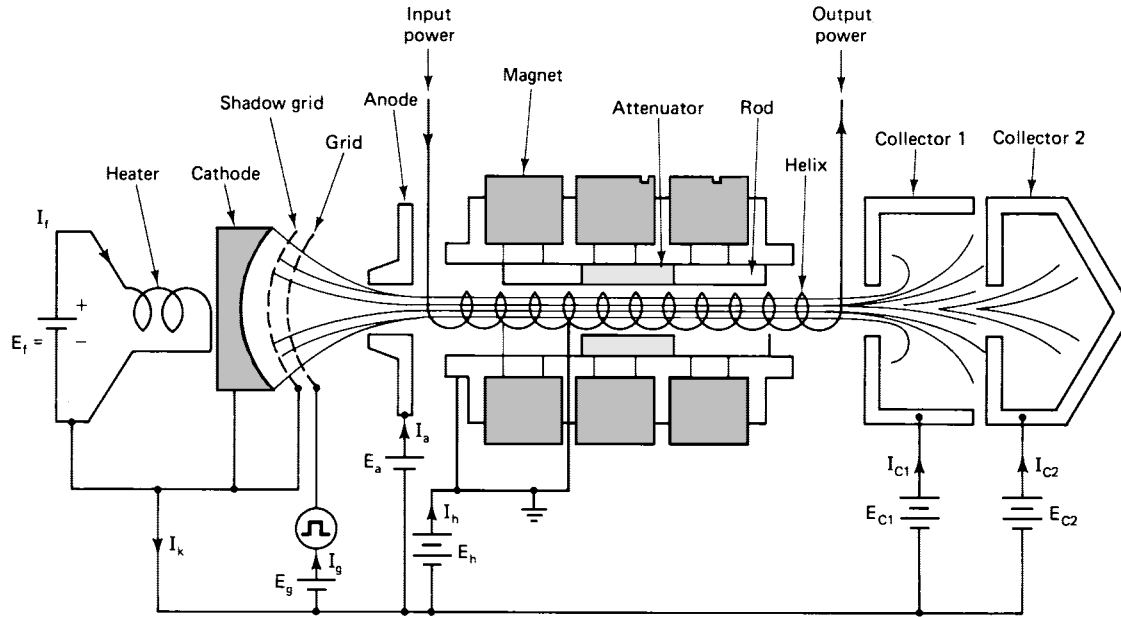 Input
power
Output
power
Magnet
Anode
Shadow grid
Grid
Attenuator
Rod
Helix
Collector 1
Collector 2
Heater
Cathode
I_f
+
−
E_f =
I_a
E_a
I_h
E_h
I_k
I_g
E_g
I_C1
E_C1
I_C2
E_C2